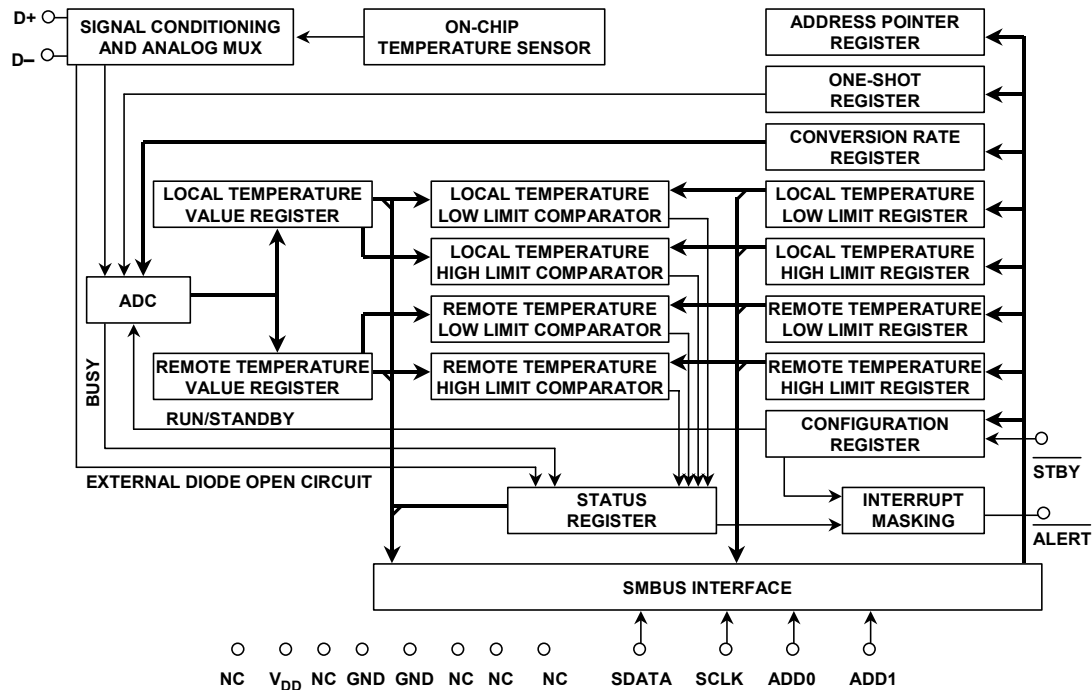 D+
D–
SIGNAL CONDITIONING
AND ANALOG MUX
ON-CHIP
TEMPERATURE SENSOR
ADDRESS POINTER
REGISTER
ONE-SHOT
REGISTER
CONVERSION RATE
REGISTER
LOCAL TEMPERATURE
VALUE REGISTER
LOCAL TEMPERATURE
LOW LIMIT COMPARATOR
LOCAL TEMPERATURE
LOW LIMIT REGISTER
LOCAL TEMPERATURE
HIGH LIMIT COMPARATOR
LOCAL TEMPERATURE
HIGH LIMIT REGISTER
ADC
REMOTE TEMPERATURE
LOW LIMIT COMPARATOR
REMOTE TEMPERATURE
LOW LIMIT REGISTER
REMOTE TEMPERATURE
VALUE REGISTER
REMOTE TEMPERATURE
HIGH LIMIT COMPARATOR
REMOTE TEMPERATURE
HIGH LIMIT REGISTER
BUSY
RUN/STANDBY
CONFIGURATION
REGISTER
STBY
EXTERNAL DIODE OPEN CIRCUIT
STATUS
REGISTER
INTERRUPT
MASKING
ALERT
SMBUS INTERFACE
NC VDD NC GND GND NC NC NC SDATA SCLK ADD0 ADD1